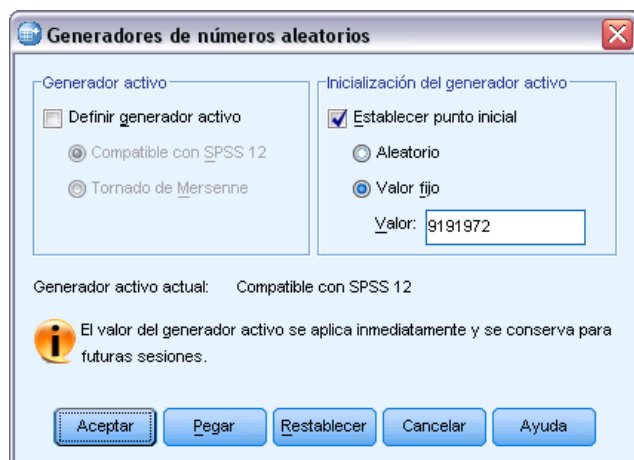 Generadores de números aleatorios
Generador activo
Definir generador activo
Compatible con SPSS 12
Tornado de Mersenne
Inicialización del generador activo
Establecer punto inicial
Aleatorio
Valor fijo
Valor: 9191972
Generador activo actual: Compatible con SPSS 12
El valor del generador activo se aplica inmediatamente y se conserva para
futuras sesiones.
Aceptar Pegar Restablecer Cancelar Ayuda